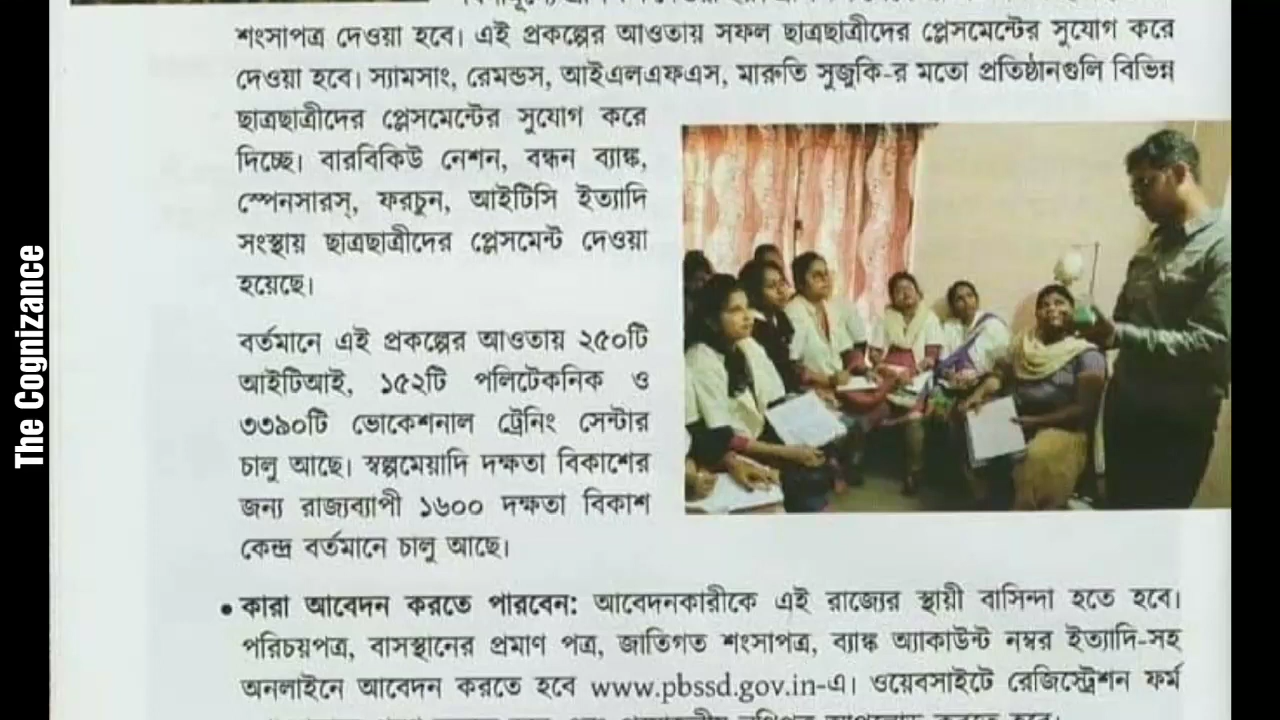 শংসাপত্র দেওয়া হবে। এই প্রকল্পের আওতায় সফল ছাত্রছাত্রীদের প্লেসমেন্টের সুযোগ করে
দেওয়া হবে। স্যামসাং, রেমন্ডস, আইএলএফএস, মারুতি সুজুকি-র মতো প্রতিষ্ঠানগুলি বিভিন্ন
ছাত্রছাত্রীদের প্লেসমেন্টের সুযোগ করে
দিচ্ছে। বারবিকিউ নেশন, বন্ধন ব্যাঙ্ক,
স্পেনসারস্, ফরচুন, আইটিসি ইত্যাদি
সংস্থায় ছাত্রছাত্রীদের প্লেসমেন্ট দেওয়া
হয়েছে।
বর্তমানে এই প্রকল্পের আওতায় ২৫০টি
আইটিআই, ১৫২টি পলিটেকনিক ও
৩৩৯০টি ভোকেশনাল ট্রেনিং সেন্টার
চালু আছে। স্বল্পমেয়াদি দক্ষতা বিকাশের
জন্য রাজ্যব্যাপী ১৬০০ দক্ষতা বিকাশ
কেন্দ্র বর্তমানে চালু আছে।
• কারা আবেদন করতে পারবেন: আবেদনকারীকে এই রাজ্যের স্থায়ী বাসিন্দা হতে হবে।
পরিচয়পত্র, বাসস্থানের প্রমাণ পত্র, জাতিগত শংসাপত্র, ব্যাঙ্ক অ্যাকাউন্ট নম্বর ইত্যাদি-সহ
অনলাইনে আবেদন করতে হবে www.pbssd.gov.in-এ। ওয়েবসাইটে রেজিস্ট্রেশন ফর্ম
The Cognizance